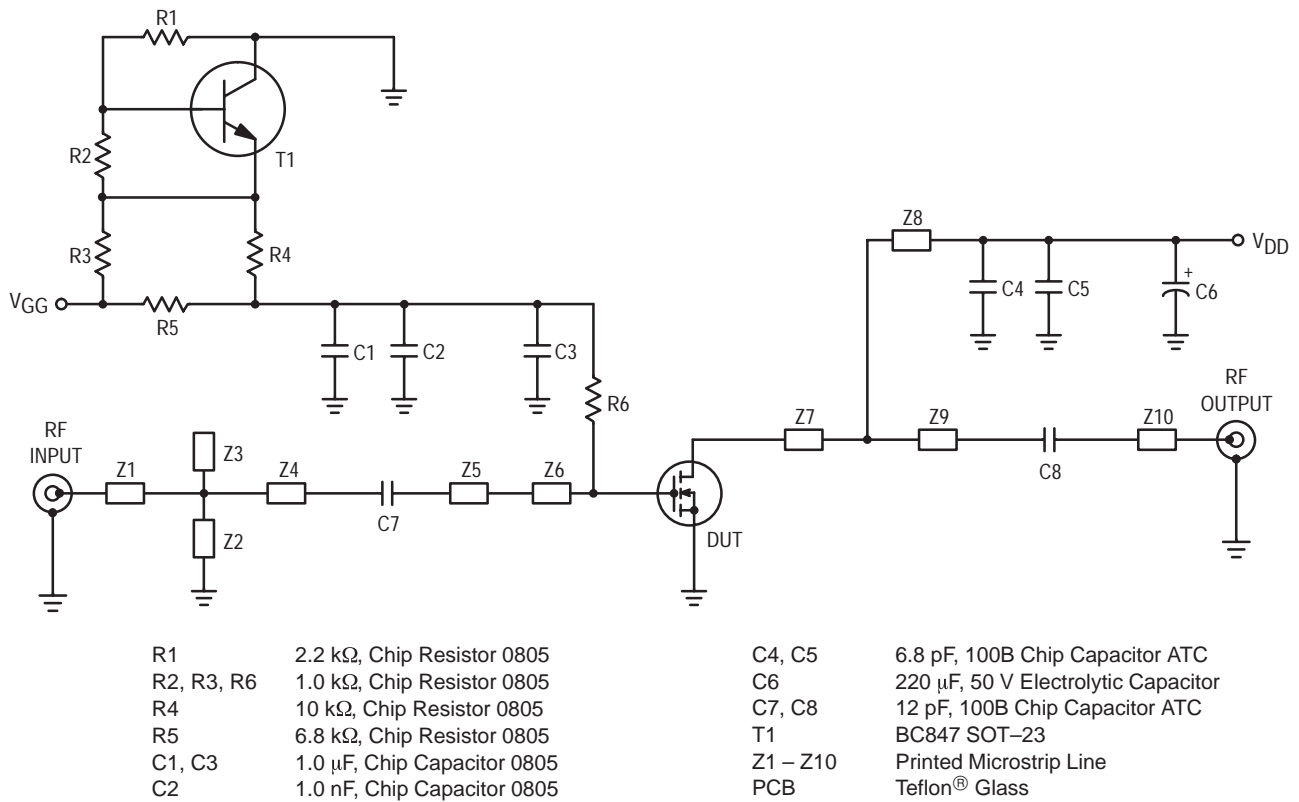 R1
R2
T1
R3
R4
VGG
R5
C1
C2
C3
R6
Z8
VDD
C4
C5
+
C6
RF
INPUT
Z1
Z3
Z2
Z4
C7
Z5
Z6
DUT
Z7
Z9
C8
Z10
RF
OUTPUT
R1 2.2 kΩ, Chip Resistor 0805
R2, R3, R6 1.0 kΩ, Chip Resistor 0805
R4 10 kΩ, Chip Resistor 0805
R5 6.8 kΩ, Chip Resistor 0805
C1, C3 1.0 μF, Chip Capacitor 0805
C2 1.0 nF, Chip Capacitor 0805
C4, C5 6.8 pF, 100B Chip Capacitor ATC
C6 220 μF, 50 V Electrolytic Capacitor
C7, C8 12 pF, 100B Chip Capacitor ATC
T1 BC847 SOT–23
Z1 – Z10 Printed Microstrip Line
PCB Teflon® Glass